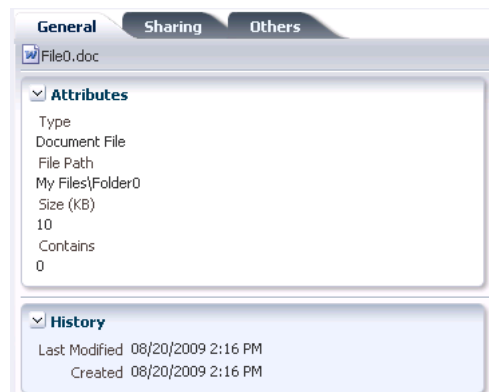 General Sharing Others
File0.doc
Attributes
Type
Document File
File Path
My Files\Folder0
Size (KB)
10
Contains
0
History
Last Modified 08/20/2009 2:16 PM
Created 08/20/2009 2:16 PM